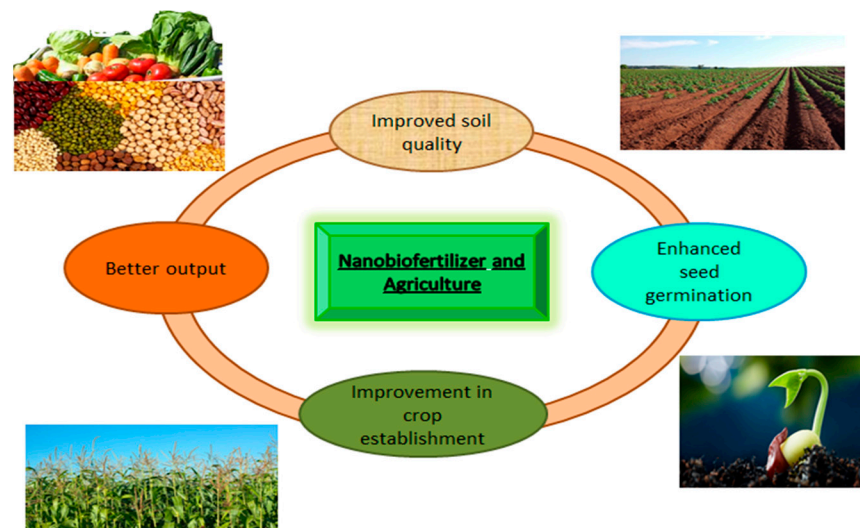 Improved soil
quality
Better output
Nanobiofertilizer and
Agriculture
Enhanced
seed
germination
Improvement in
crop
establishment